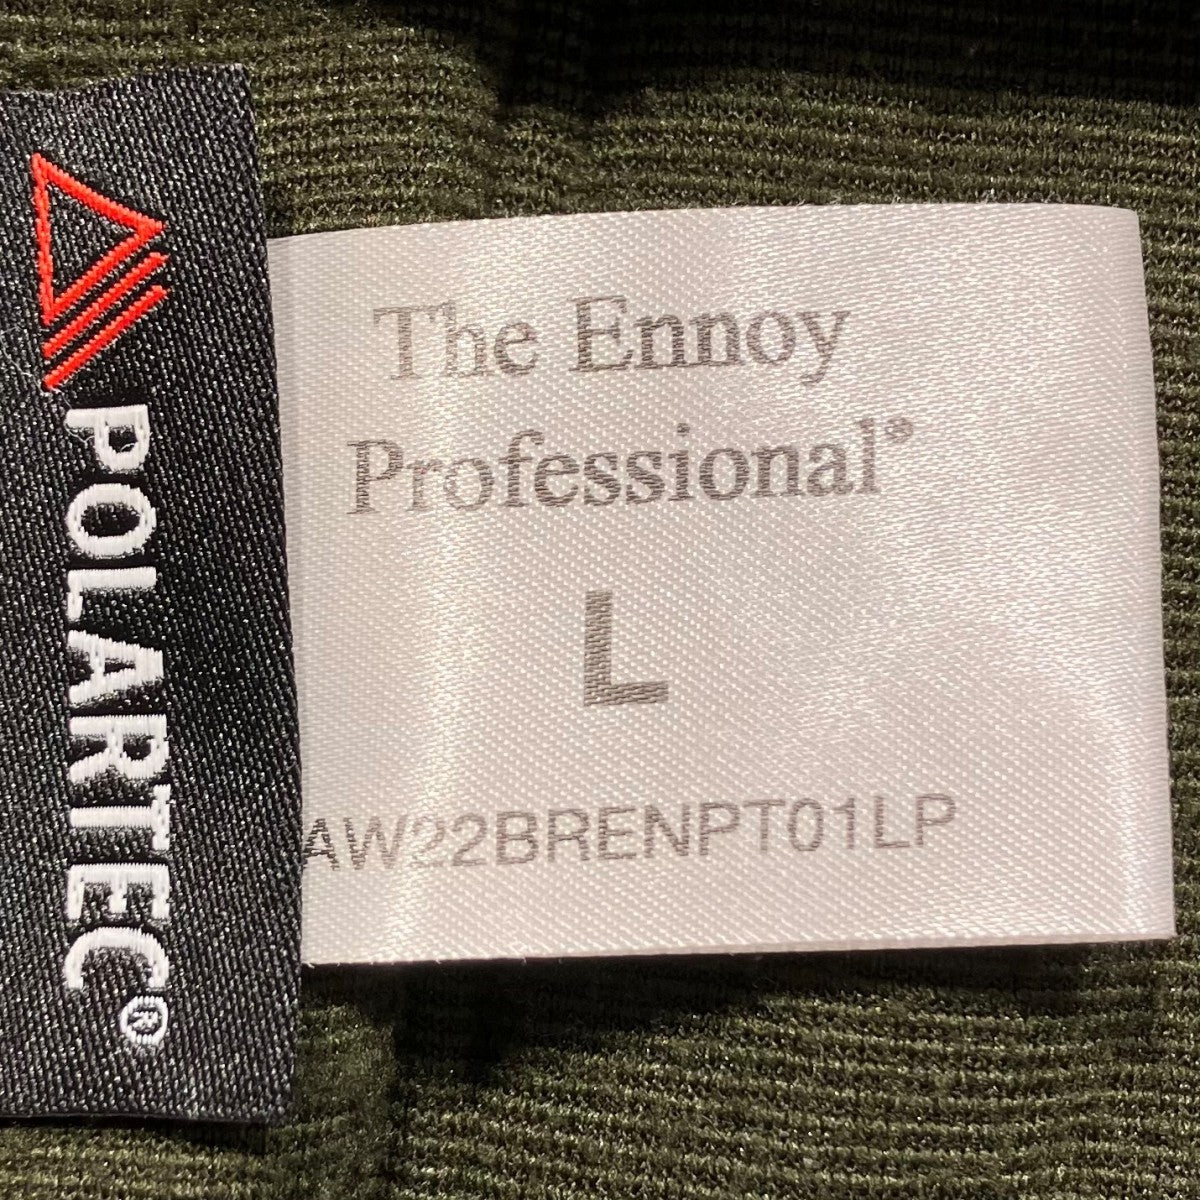 POLARTEC®
The Ennoy
Professional®
L
AW22BRENPT01LP